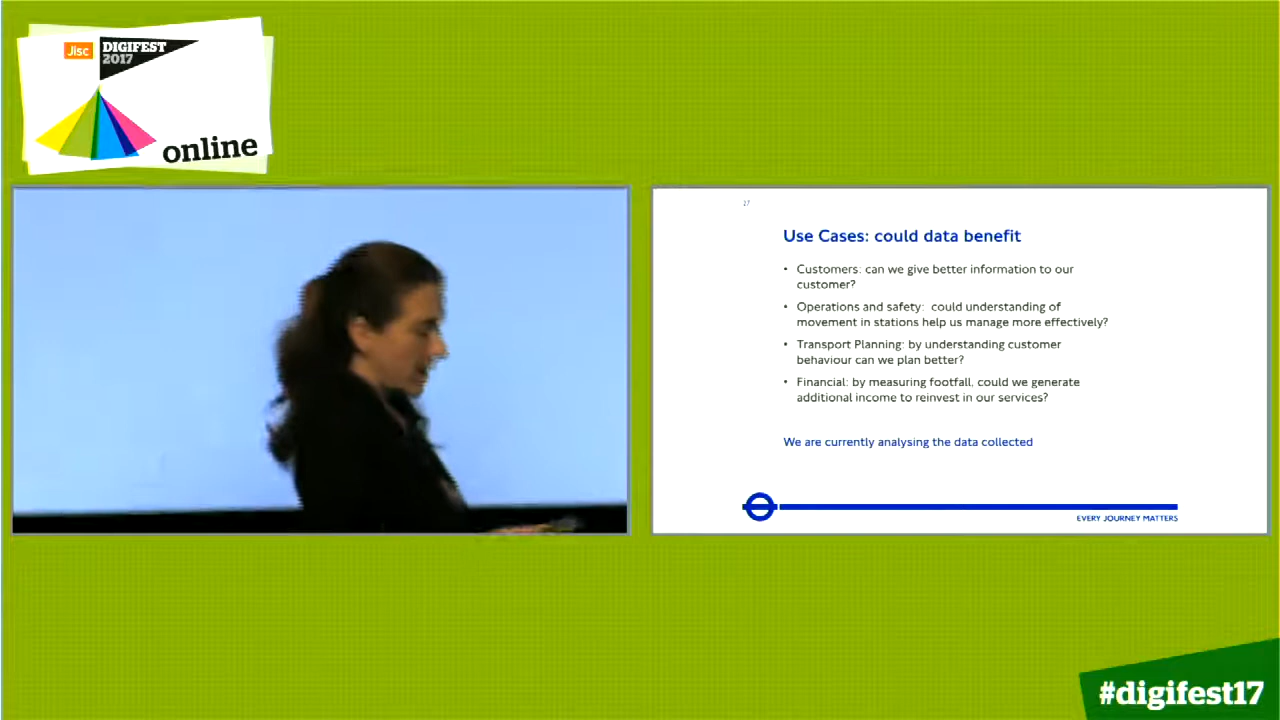 Jisc
DIGIFEST
2017
online
27
Use Cases: could data benefit
• Customers: can we give better information to our
customer?
• Operations and safety:  could understanding of
movement in stations help us manage more effectively?
• Transport Planning: by understanding customer
behaviour can we plan better?
• Financial: by measuring footfall, could we generate
additional income to reinvest in our services?
We are currently analysing the data collected
EVERY JOURNEY MATTERS
#digifest17